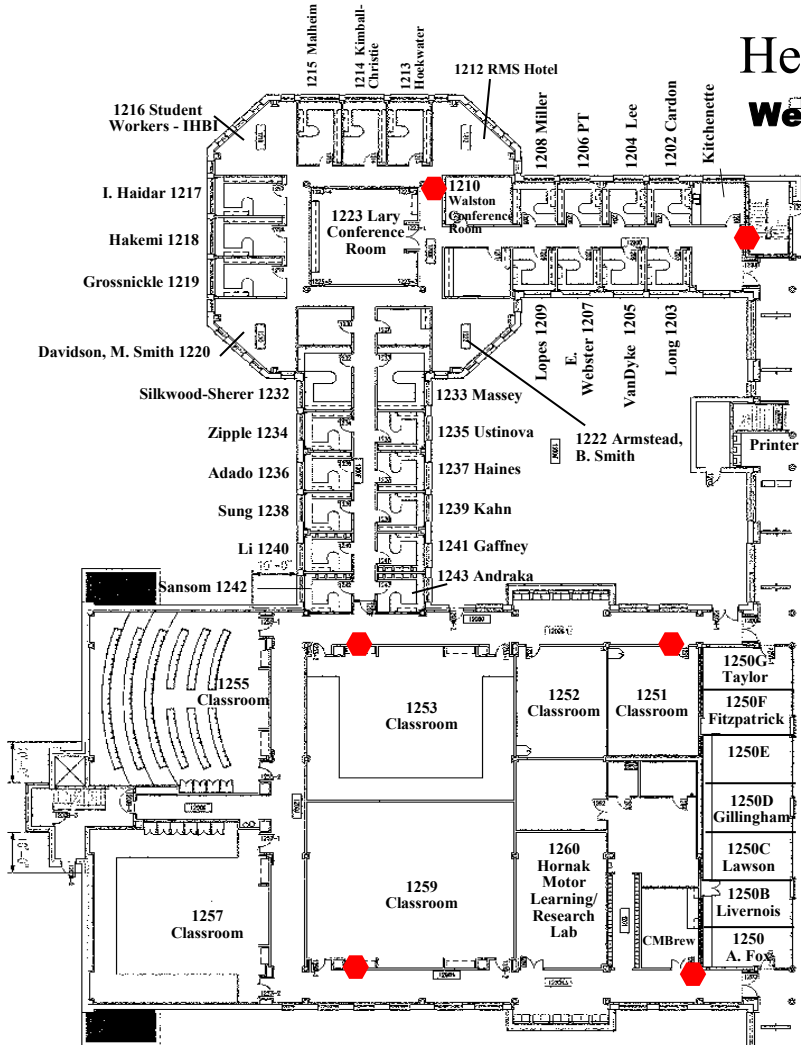 He
We
1215 Malheim
1214 Kimball-
Christie
1213
Hoekwater
1212 RMS Hotel
1216 Student
Workers - IHBI
1208 Miller
1206 PT
1204 Lee
1202 Cardon
Kitchenette
I. Haidar 1217
1210
Walston
Conference
Room
1223 Lary
Conference
Room
Hakemi 1218
Grossnickle 1219
Davidson, M. Smith 1220
Lopes 1209
E.
Webster 1207
VanDyke 1205
Long 1203
Silkwood-Sherer 1232
1233 Massey
Zipple 1234
1235 Ustinova
1222 Armstead,
B. Smith
Printer
Adado 1236
1237 Haines
Sung 1238
1239 Kahn
Li 1240
1241 Gaffney
Sansom 1242
1243 Andraka
1255
Classroom
1253
Classroom
1252
Classroom
1251
Classroom
1250G
Taylor
1250F
Fitzpatrick
1250E
1250D
Gillingham
1250C
Lawson
1250B
Livernois
1250
A. Fox
1257
Classroom
1259
Classroom
1260
Hornak
Motor
Learning/
Research
Lab
CMBrew